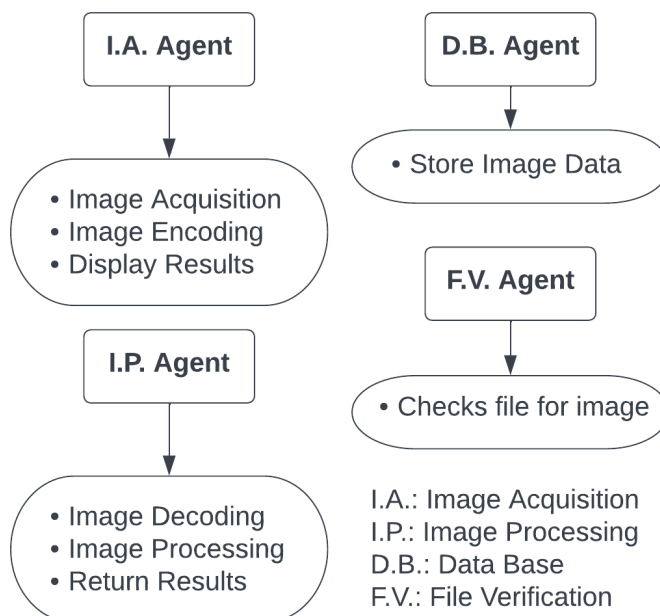 I.A. Agent
• Image Acquisition
• Image Encoding
• Display Results
I.P. Agent
• Image Decoding
• Image Processing
• Return Results
D.B. Agent
• Store Image Data
F.V. Agent
• Checks file for image
I.A.: Image Acquisition
I.P.: Image Processing
D.B.: Data Base
F.V.: File Verification